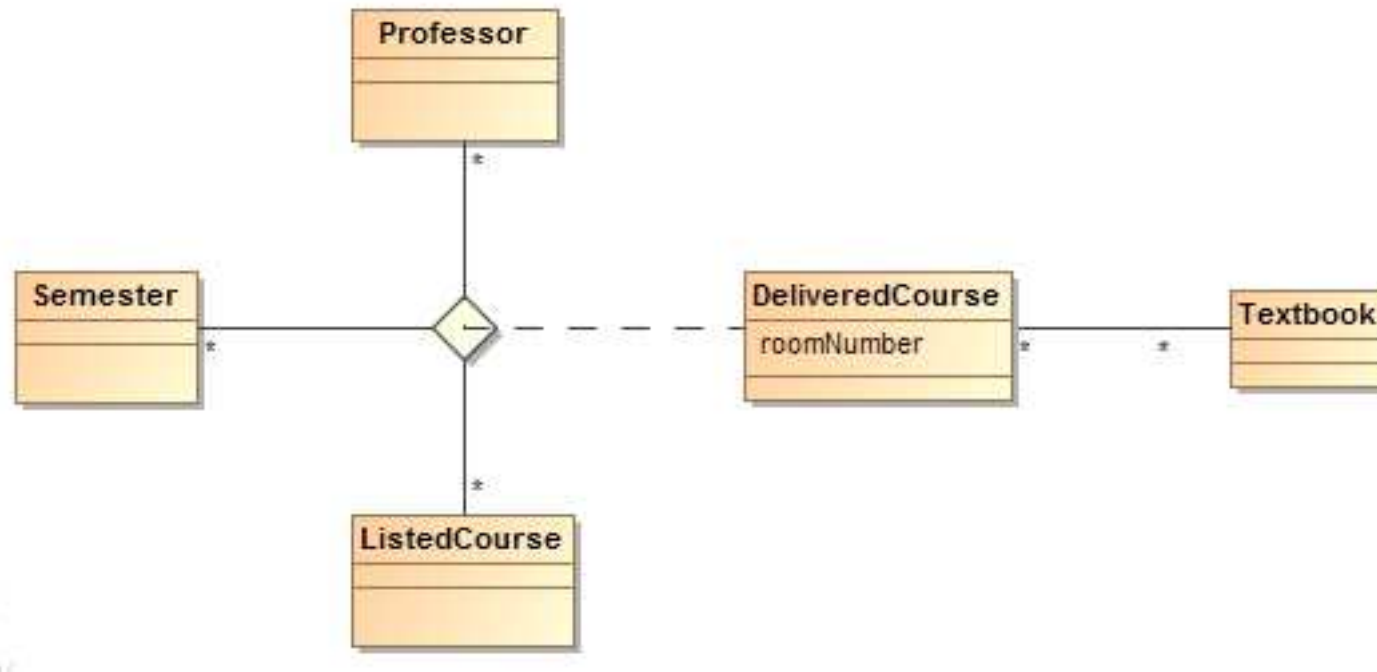 Professor
*
Semester
*
DeliveredCourse
roomNumber
*
*
Textbook
*
ListedCourse